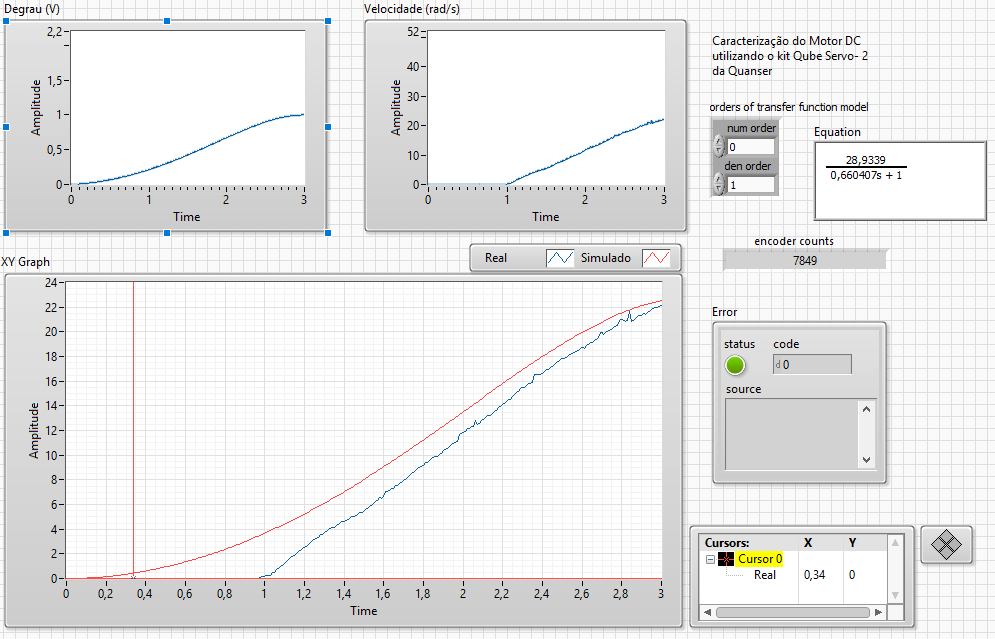 Degrau (V)
2,2
1,5
1
0,5
0
Amplitude
0
1
2
3
Time
Velocidade (rad/s)
52
40
30
20
10
0
Amplitude
0
1
2
3
Time
Caracterização do Motor DC
utilizando o kit Qube Servo- 2
da Quanser
orders of transfer function model
num order
0
den order
1
Equation
28,9339
0,660407s + 1
encoder counts
7849
Real
Simulado
XY Graph
24
22
20
18
16
14
12
10
8
6
4
2
0
Amplitude
0
0,2
0,4
0,6
0,8
1
1,2
1,4
1,6
1,8
2
2,2
2,4
2,6
2,8
3
Time
Error
status
code
d 0
source
Cursors:
X
Y
Cursor 0
Real
0,34
0